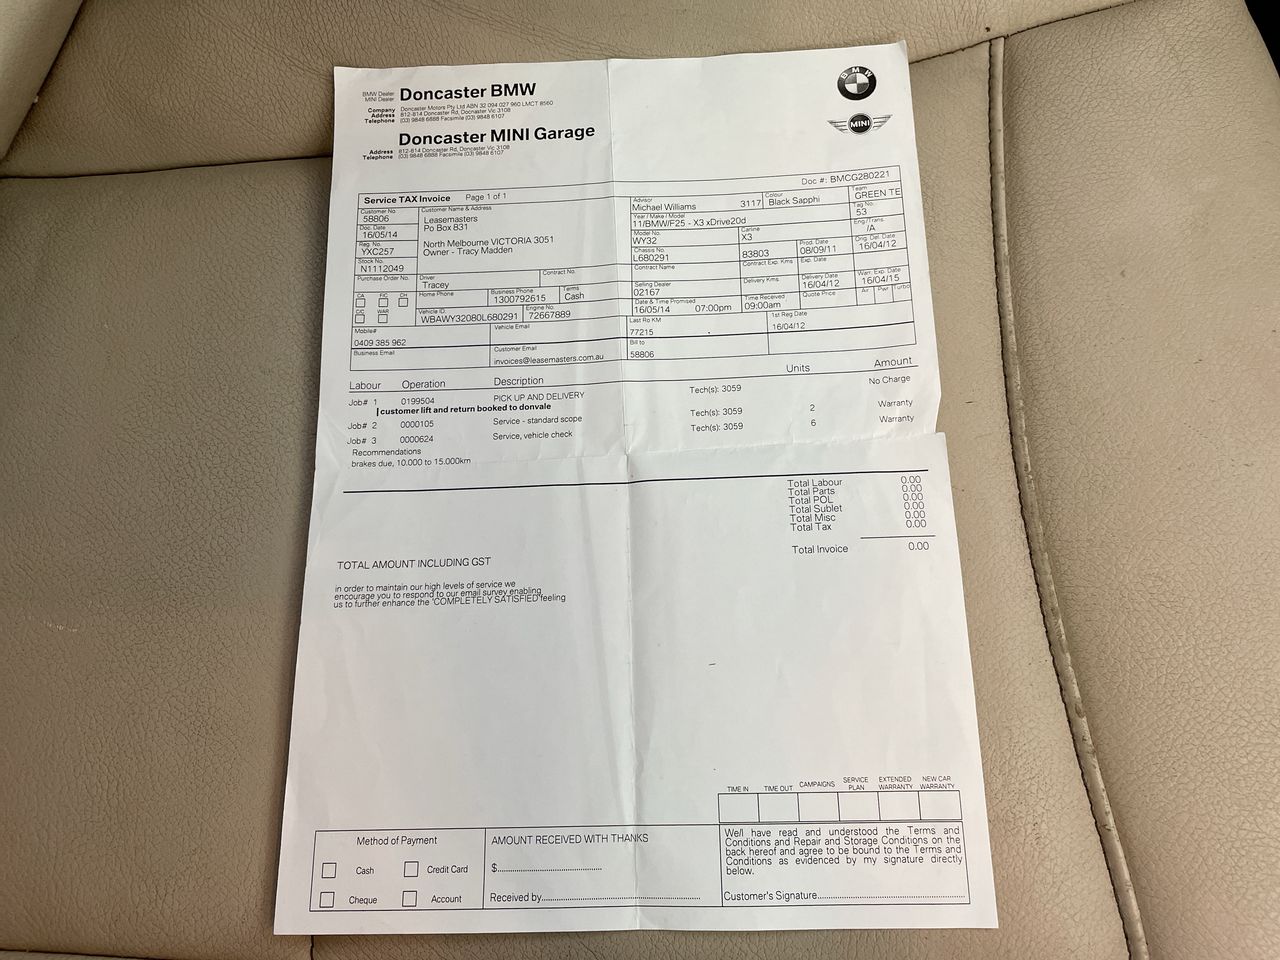 BMW Dealer
MINI Dealer
Doncaster BMW
Company Doncaster Motors Pty Ltd ABN 32 094 027 960 LMCT 8560
Address 812-814 Doncaster Rd, Docnaster Vic 3108
Telephone (03) 9848 6888 Facsimile (03) 9848 6107
Doncaster MINI Garage
Address 812-814 Doncaster Rd, Doncaster Vic 3108
Telephone (03) 9848 6888 Facsimile (03) 9848 6107
BMW
MINI
Doc #: BMCG280221
Service TAX Invoice Page 1 of 1
Customer No.
58806
Doc. Date
16/05/14
Reg. No.
YXC257
Stock No.
N1112049
Purchase Order No.
CA F/C CH
C/C WAR
Customer Name & Address
Leasemasters
Po Box 831
North Melbourne VICTORIA 3051
Owner - Tracy Madden
Driver
Tracey
Contract No.
Home Phone
Business Phone
1300792615
Terms
Cash
Vehicle ID.
WBAWY32080L680291
Engine No.
72667889
Mobile#
0409 385 962
Vehicle Email
Business Email
Customer Email
invoices@leasemasters.com.au
Advisor
Michael Williams 3117
Colour
Black Sapphi
Team
GREEN TE
Year / Make / Model
11/BMW/F25 - X3 xDrive20d
Tag No.
53
Model No.
WY32
Carline
X3
Eng/Trans.
/A
Chassis No.
L680291
83803
Prod. Date
08/09/11
Orig. Del. Date
16/04/12
Contract Name
Contract Exp. Kms
Exp. Date
Selling Dealer
02167
Delivery Kms
Delivery Date
16/04/12
Warr. Exp. Date
16/04/15
Date & Time Promised
16/05/14 07:00pm
Time Received
09:00am
Quote Price
Air Pwr Turbo
Last Ro KM
77215
1st Reg Date
16/04/12
Bill to
58806
Labour Operation Description Units Amount
Job# 1 0199504 PICK UP AND DELIVERY Tech(s): 3059 No Charge
customer lift and return booked to donvale
Job# 2 0000105 Service - standard scope Tech(s): 3059 2 Warranty
Job# 3 0000624 Service, vehicle check Tech(s): 3059 6 Warranty
Recommendations
brakes due, 10.000 to 15.000km
Total Labour 0.00
Total Parts 0.00
Total POL 0.00
Total Sublet 0.00
Total Misc 0.00
Total Tax 0.00
Total Invoice 0.00
TOTAL AMOUNT INCLUDING GST
in order to maintain our high levels of service we
encourage you to respond to our email survey enabling
us to further enhance the 'COMPLETELY SATISFIED'feeling
TIME IN TIME OUT CAMPAIGNS SERVICE PLAN EXTENDED WARRANTY NEW CAR WARRANTY
Method of Payment
Cash Credit Card
Cheque Account
AMOUNT RECEIVED WITH THANKS
$
Received by
We/I have read and understood the Terms and
Conditions and Repair and Storage Conditions on the
back hereof and agree to be bound to the Terms and
Conditions as evidenced by my signature directly
below.
Customer's Signature